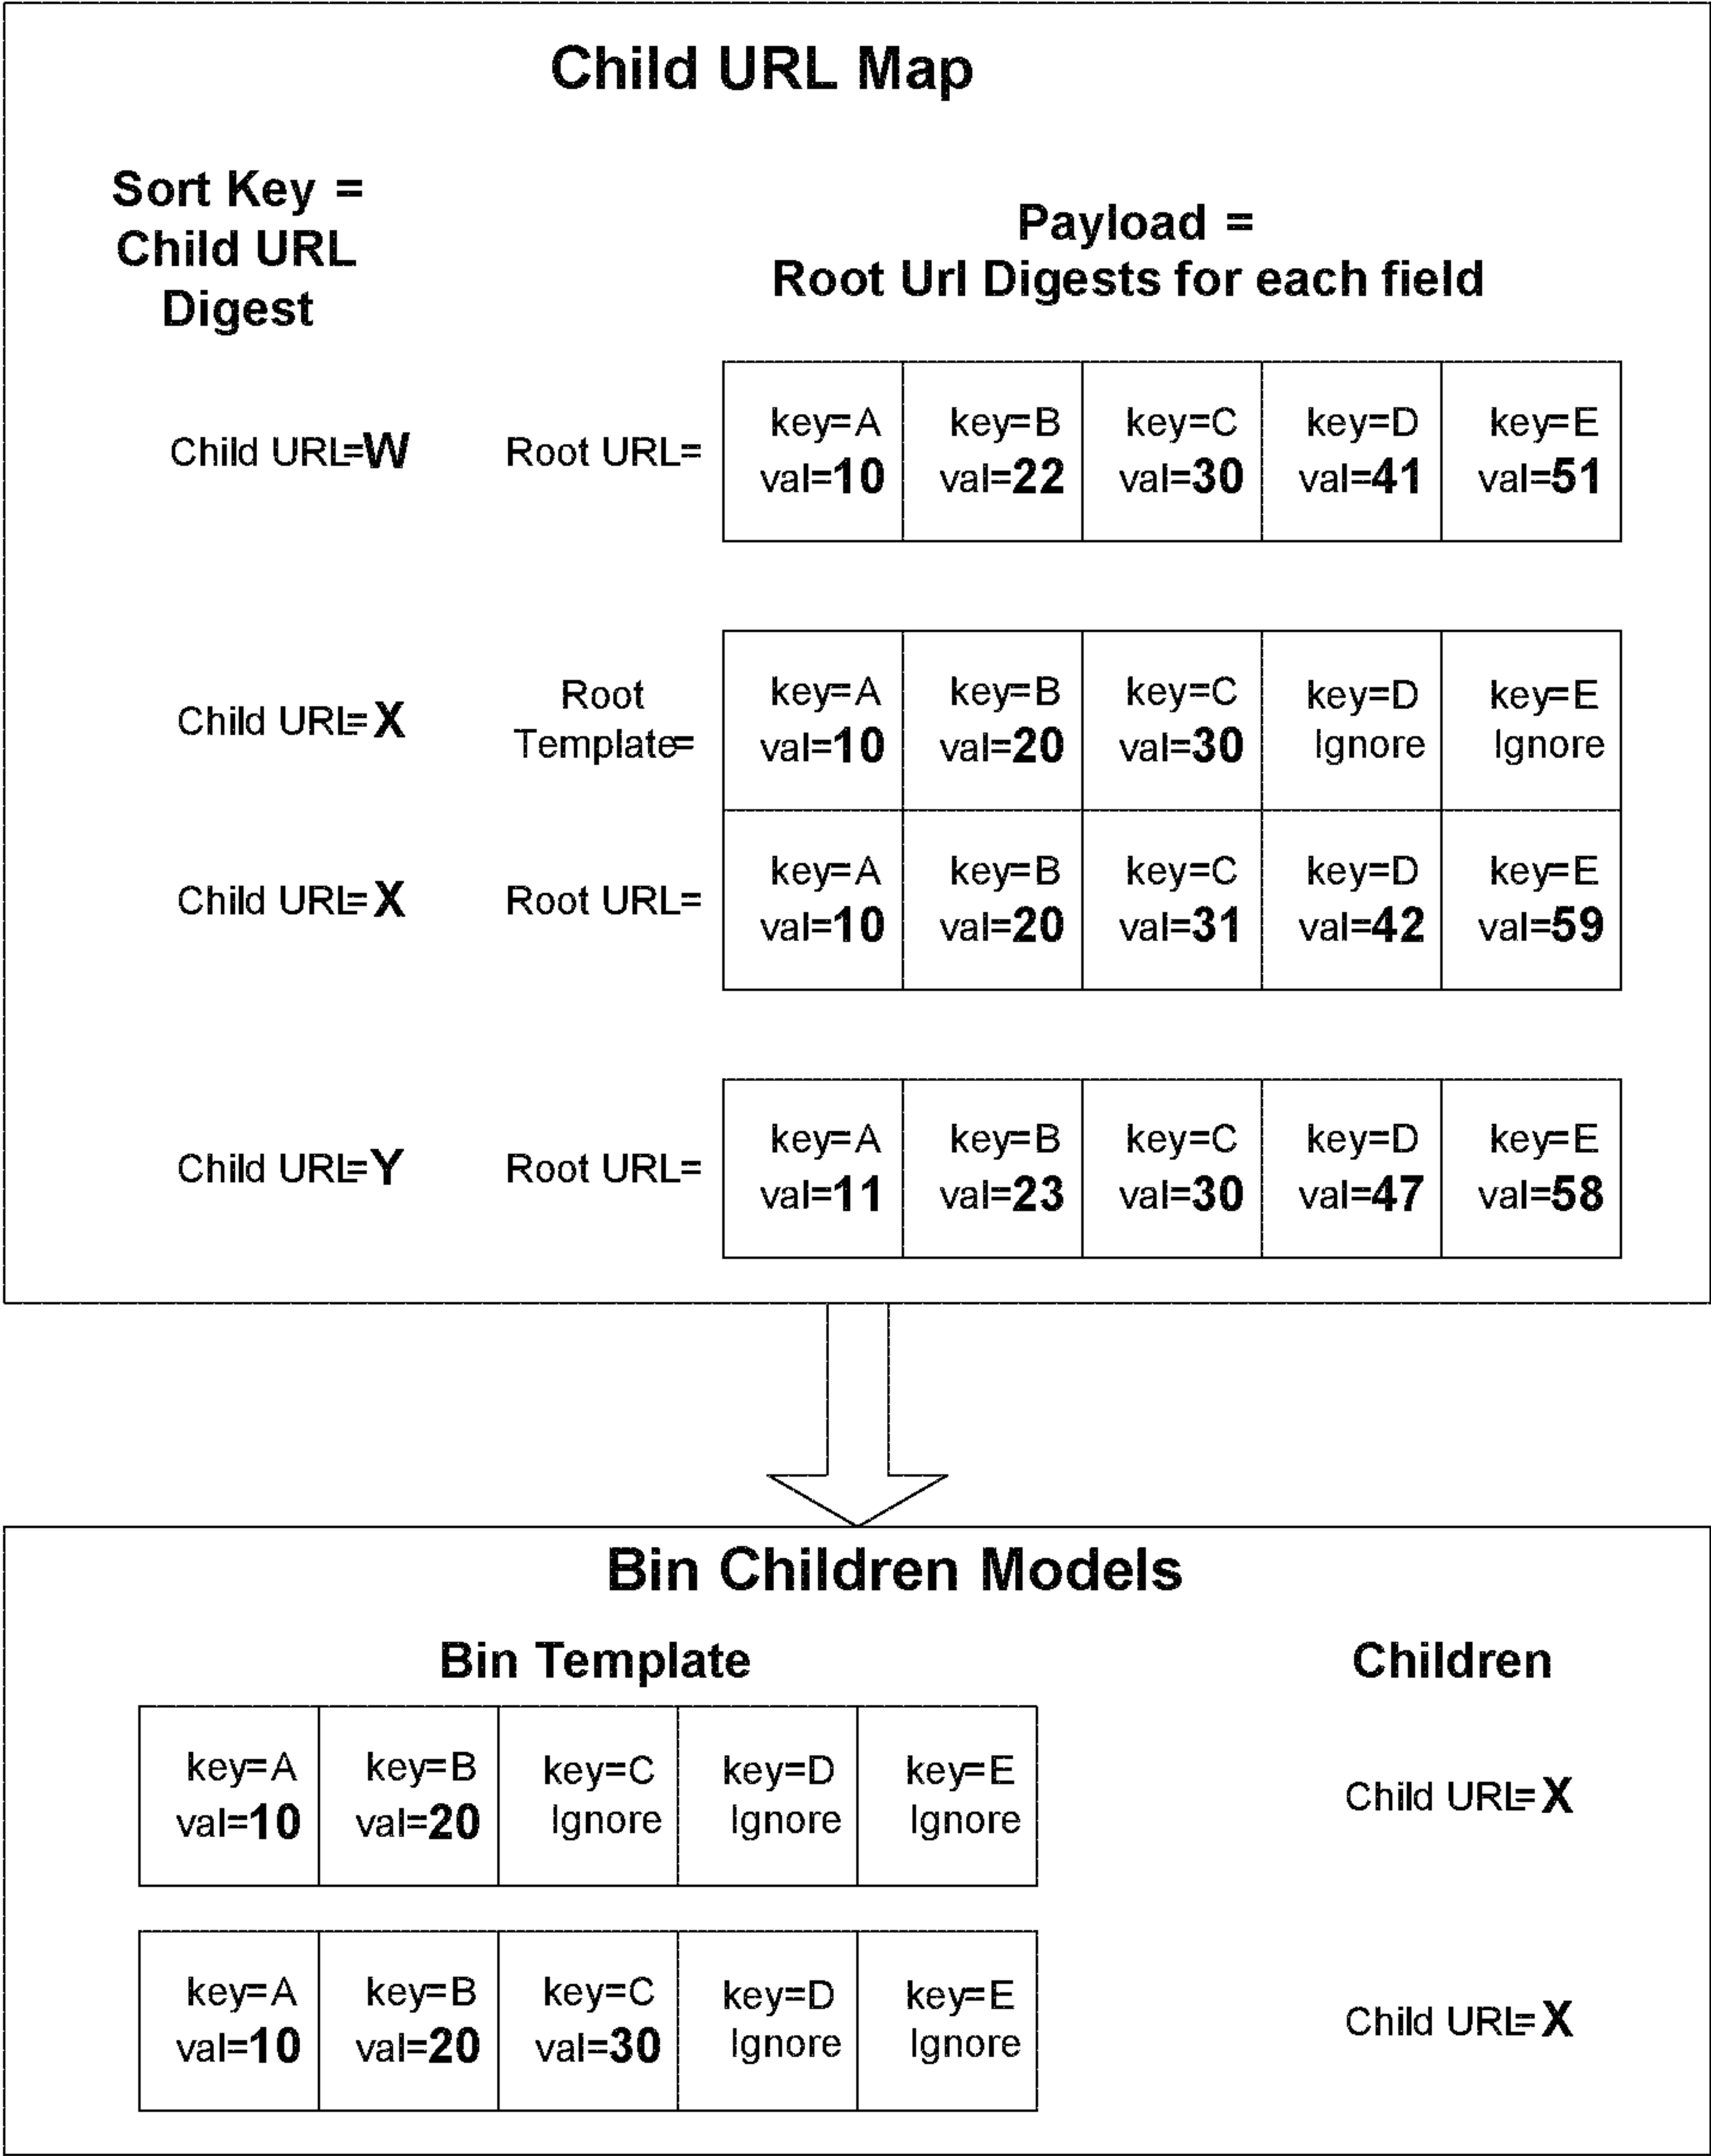 Child URL Map
Sort Key =
Child URL
Digest
Payload =
Root Url Digests for each field
Child URL=W Root URL=
key=A key=B key=C key=D key=E
val=10 val=22 val=30 val=41 val=51
Child URL=X
Root
Template=
key=A key=B key=C key=D key=E
val=10 val=20 val=30 Ignore Ignore
Child URL=X Root URL=
key=A key=B key=C key=D key=E
val=10 val=20 val=31 val=42 val=59
Child URL=Y Root URL=
key=A key=B key=C key=D key=E
val=11 val=23 val=30 val=47 val=58
Bin Children Models
Bin Template Children
key=A key=B key=C key=D key=E
val=10 val=20 Ignore Ignore Ignore
Child URL=X
key=A key=B key=C key=D key=E
val=10 val=20 val=30 Ignore Ignore
Child URL=X